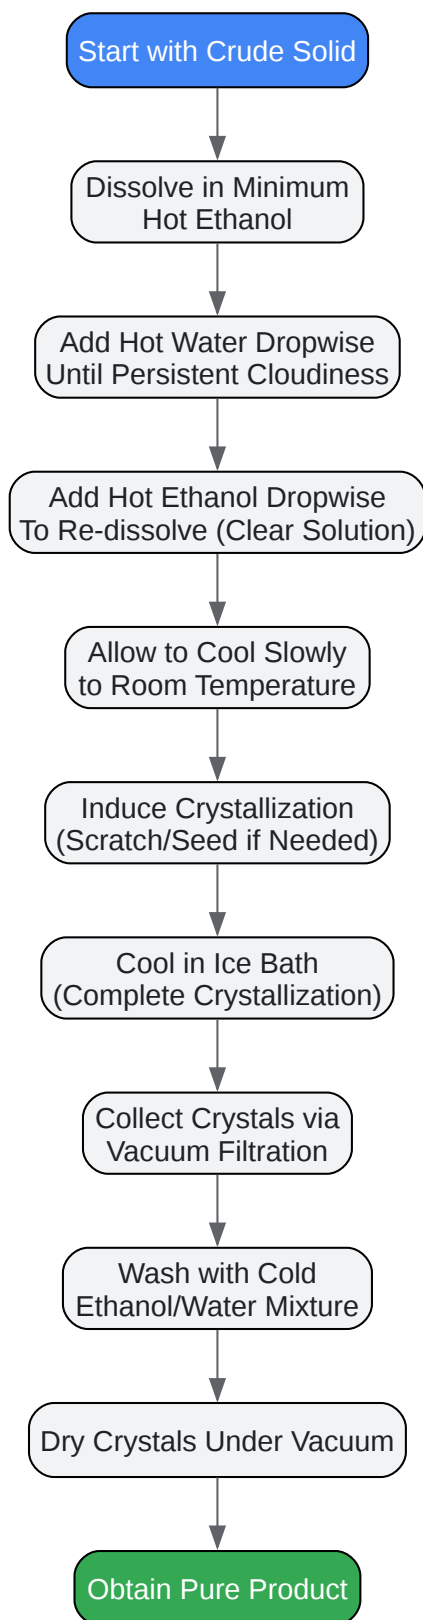 Start with Crude Solid
Dissolve in Minimum
Hot Ethanol
Add Hot Water Dropwise
Until Persistent Cloudiness
Add Hot Ethanol Dropwise
To Re-dissolve (Clear Solution)
Allow to Cool Slowly
to Room Temperature
Induce Crystallization
(Scratch/Seed if Needed)
Cool in Ice Bath
(Complete Crystallization)
Collect Crystals via
Vacuum Filtration
Wash with Cold
Ethanol/Water Mixture
Dry Crystals Under Vacuum
Obtain Pure Product